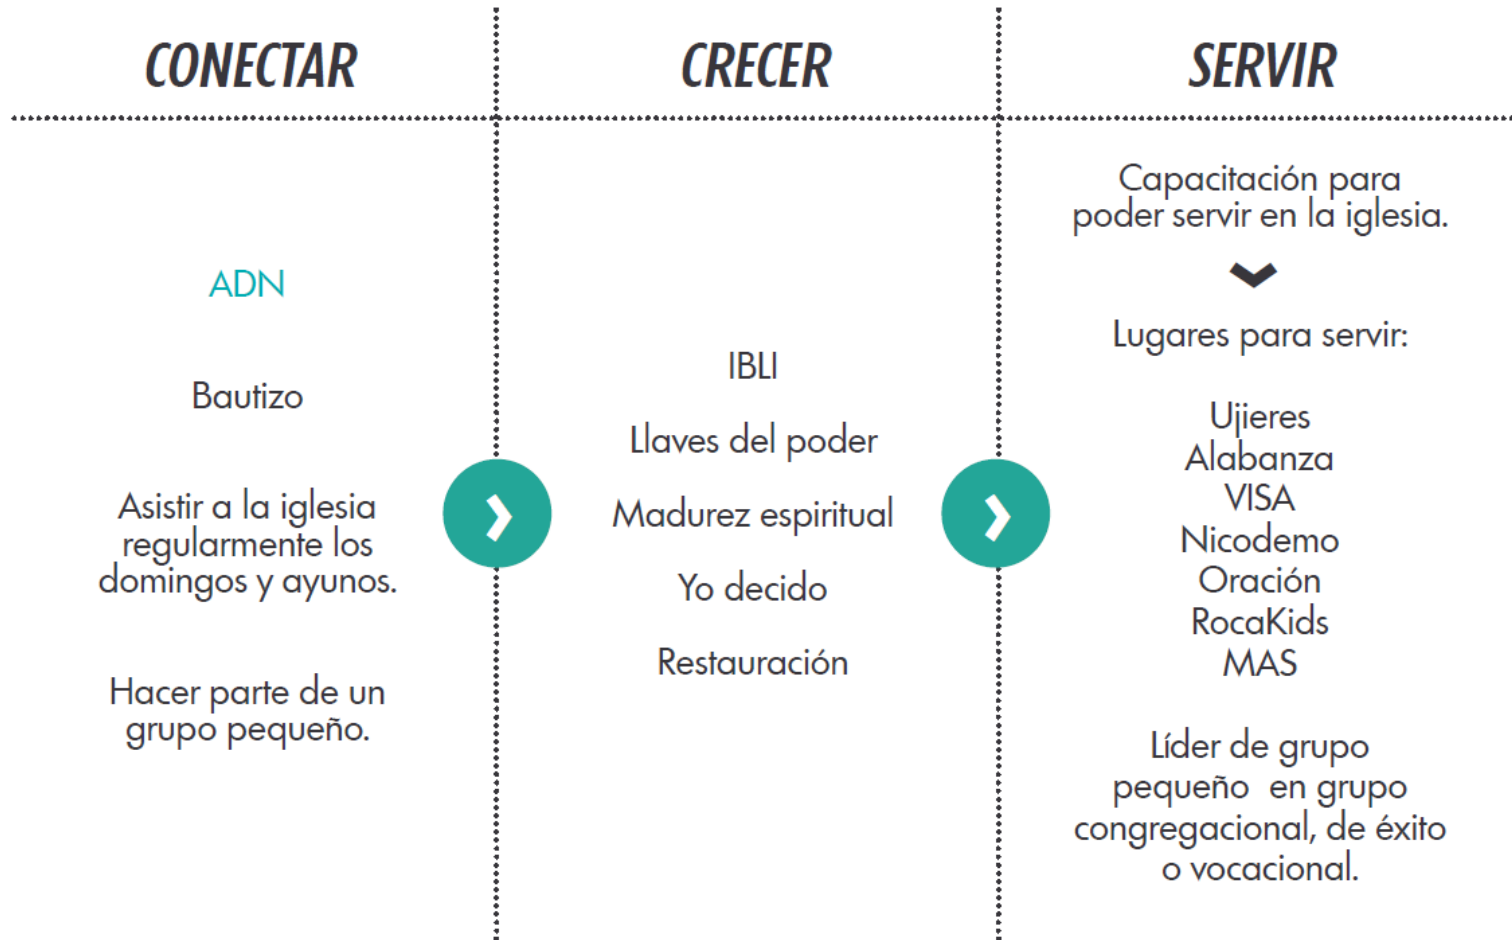 CONECTAR
ADN
Bautizo
Asistir a la iglesia
regularmente los
domingos y ayunos.
Hacer parte de un
grupo pequeño.
CRECER
IBLI
Llaves del poder
Madurez espiritual
Yo decido
Restauración
SERVIR
Capacitación para
poder servir en la iglesia.
Lugares para servir:
Ujieres
Alabanza
VISA
Nicodemo
Oración
RocaKids
MAS
Líder de grupo
pequeño en grupo
congregacional, de éxito
o vocacional.